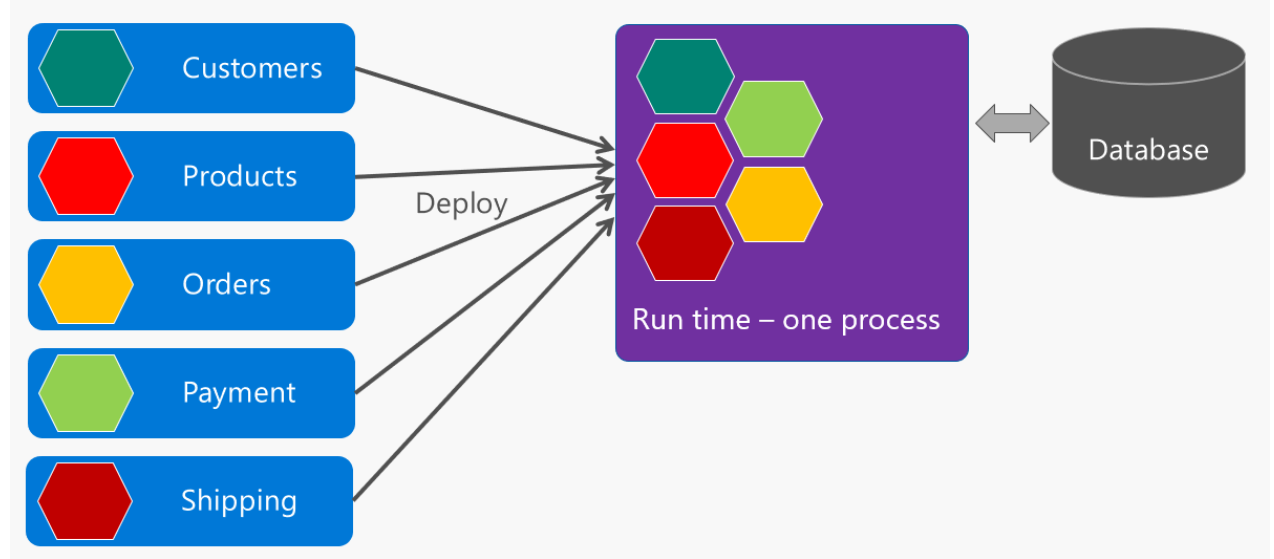 Customers
Products
Deploy
Orders
Payment
Shipping
Run time – one process
Database